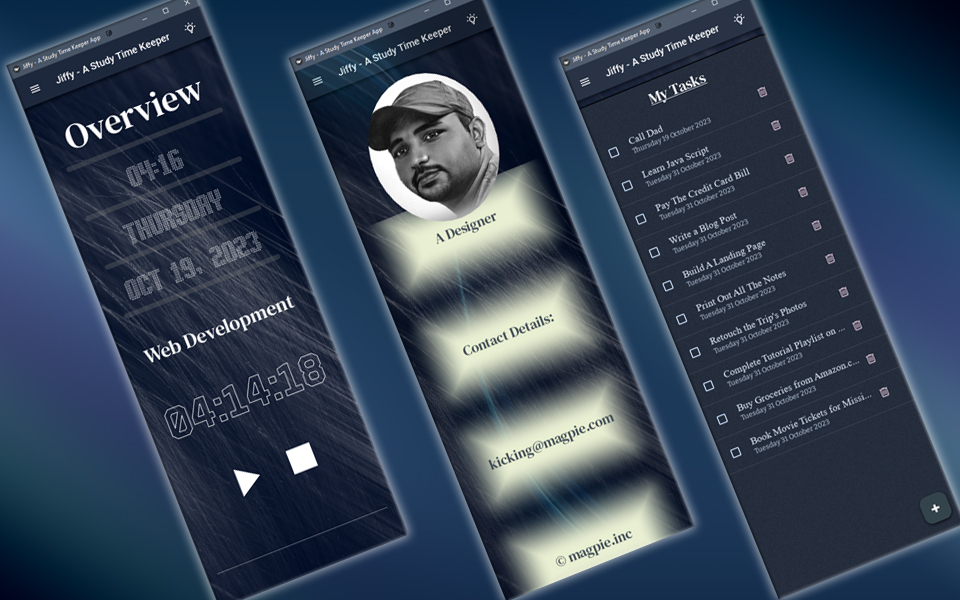 Jiffy - A Study Time Keeper App
Jiffy - A Study Time Keeper
Overview
04:16
THURSDAY
OCT 19, 2023
Web Development
04:14:18
Jiffy - A Study Time Keeper App
Jiffy - A Study Time Keeper
A Designer
Contact Details:
kicking@magpie.com
© magpie.inc
Jiffy - A Study Time Keeper App
Jiffy - A Study Time Keeper
My Tasks
Call Dad
Thursday 19 October 2023
Learn Java Script
Tuesday 31 October 2023
Pay The Credit Card Bill
Tuesday 31 October 2023
Write a Blog Post
Tuesday 31 October 2023
Build A Landing Page
Tuesday 31 October 2023
Print Out All The Notes
Tuesday 31 October 2023
Retouch the Trip's Photos
Tuesday 31 October 2023
Complete Tutorial Playlist on ...
Tuesday 31 October 2023
Buy Groceries from Amazon.c...
Tuesday 31 October 2023
Book Movie Tickets for Missi...
Tuesday 31 October 2023